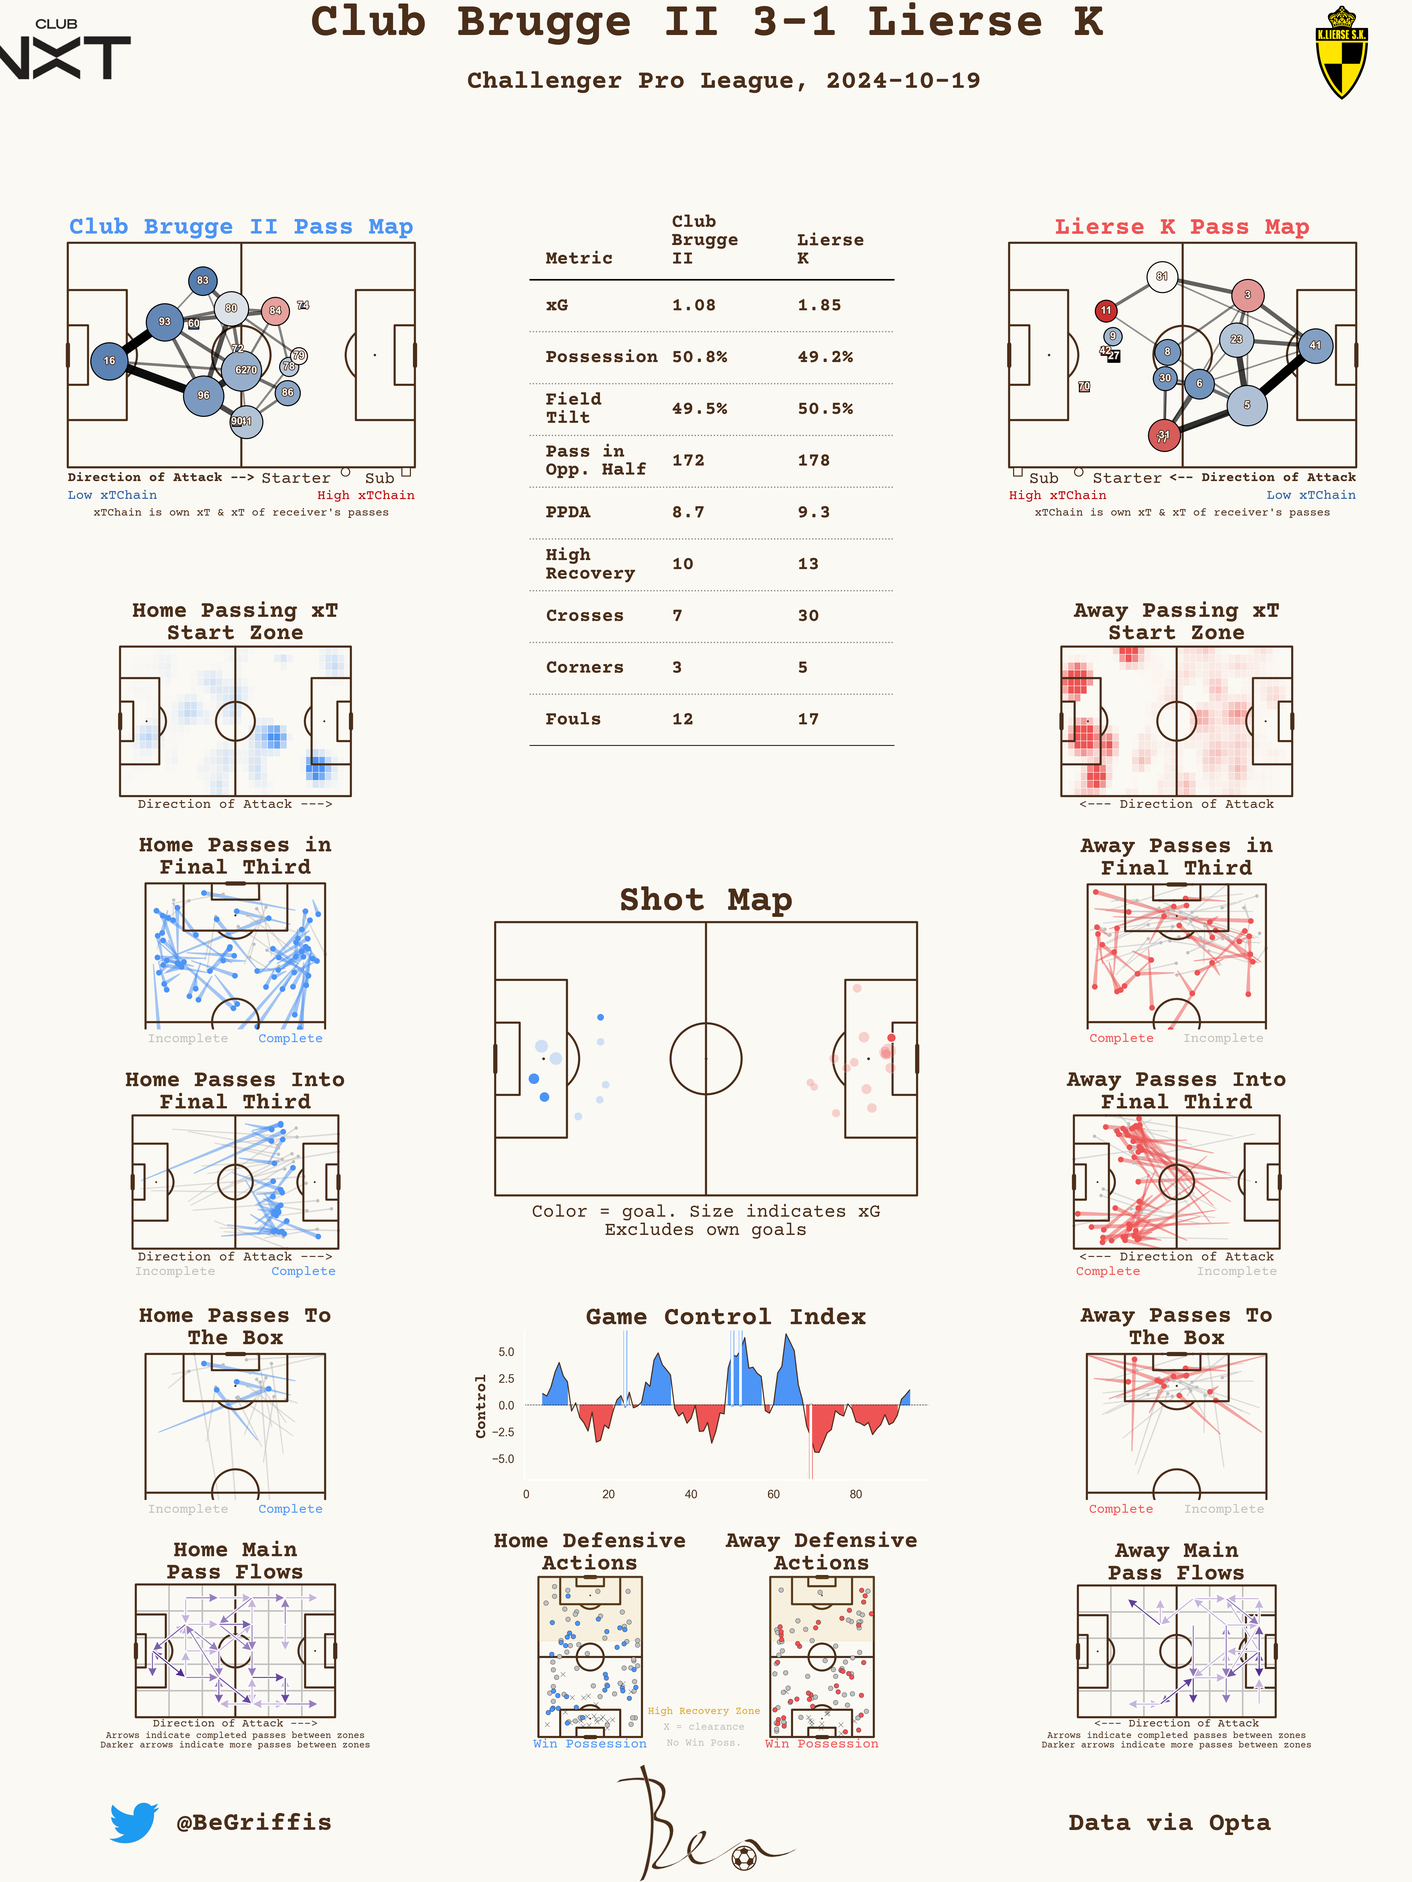 Club Brugge II 3-1 Lierse K
CLUB
NXT
K.LIERSE S.K.
Challenger Pro League, 2024-10-19
Club Brugge II Pass Map
83
80
84
74
93
60
72
79
16
62
70
78
96
86
90
41
Direction of Attack --> Starter Sub
Low xTChain High xTChain
xTChain is own xT & xT of receiver's passes
Metric Club Brugge II Lierse K
xG 1.08 1.85
Possession 50.8% 49.2%
Field Tilt 49.5% 50.5%
Pass in Opp. Half 172 178
PPDA 8.7 9.3
High Recovery 10 13
Crosses 7 30
Corners 3 5
Fouls 12 17
Lierse K Pass Map
81
3
11
9
23
41
42
27
8
30
6
70
5
31
77
Sub Starter <-- Direction of Attack
High xTChain Low xTChain
xTChain is own xT & xT of receiver's passes
Home Passing xT
Start Zone
Direction of Attack --->
Away Passing xT
Start Zone
<--- Direction of Attack
Home Passes in
Final Third
Incomplete Complete
Away Passes in
Final Third
Complete Incomplete
Shot Map
Color = goal. Size indicates xG
Excludes own goals
Home Passes Into
Final Third
Direction of Attack --->
Incomplete Complete
Away Passes Into
Final Third
<--- Direction of Attack
Complete Incomplete
Home Passes To
The Box
Incomplete Complete
Game Control Index
Control
5.0
2.5
0.0
−2.5
−5.0
0 20 40 60 80
Away Passes To
The Box
Complete Incomplete
Home Main
Pass Flows
Direction of Attack --->
Arrows indicate completed passes between zones
Darker arrows indicate more passes between zones
Home Defensive
Actions
Win Possession
High Recovery Zone
X = clearance
No Win Poss.
Away Defensive
Actions
Win Possession
Away Main
Pass Flows
<--- Direction of Attack
Arrows indicate completed passes between zones
Darker arrows indicate more passes between zones
@BeGriffis
Ben
Data via Opta